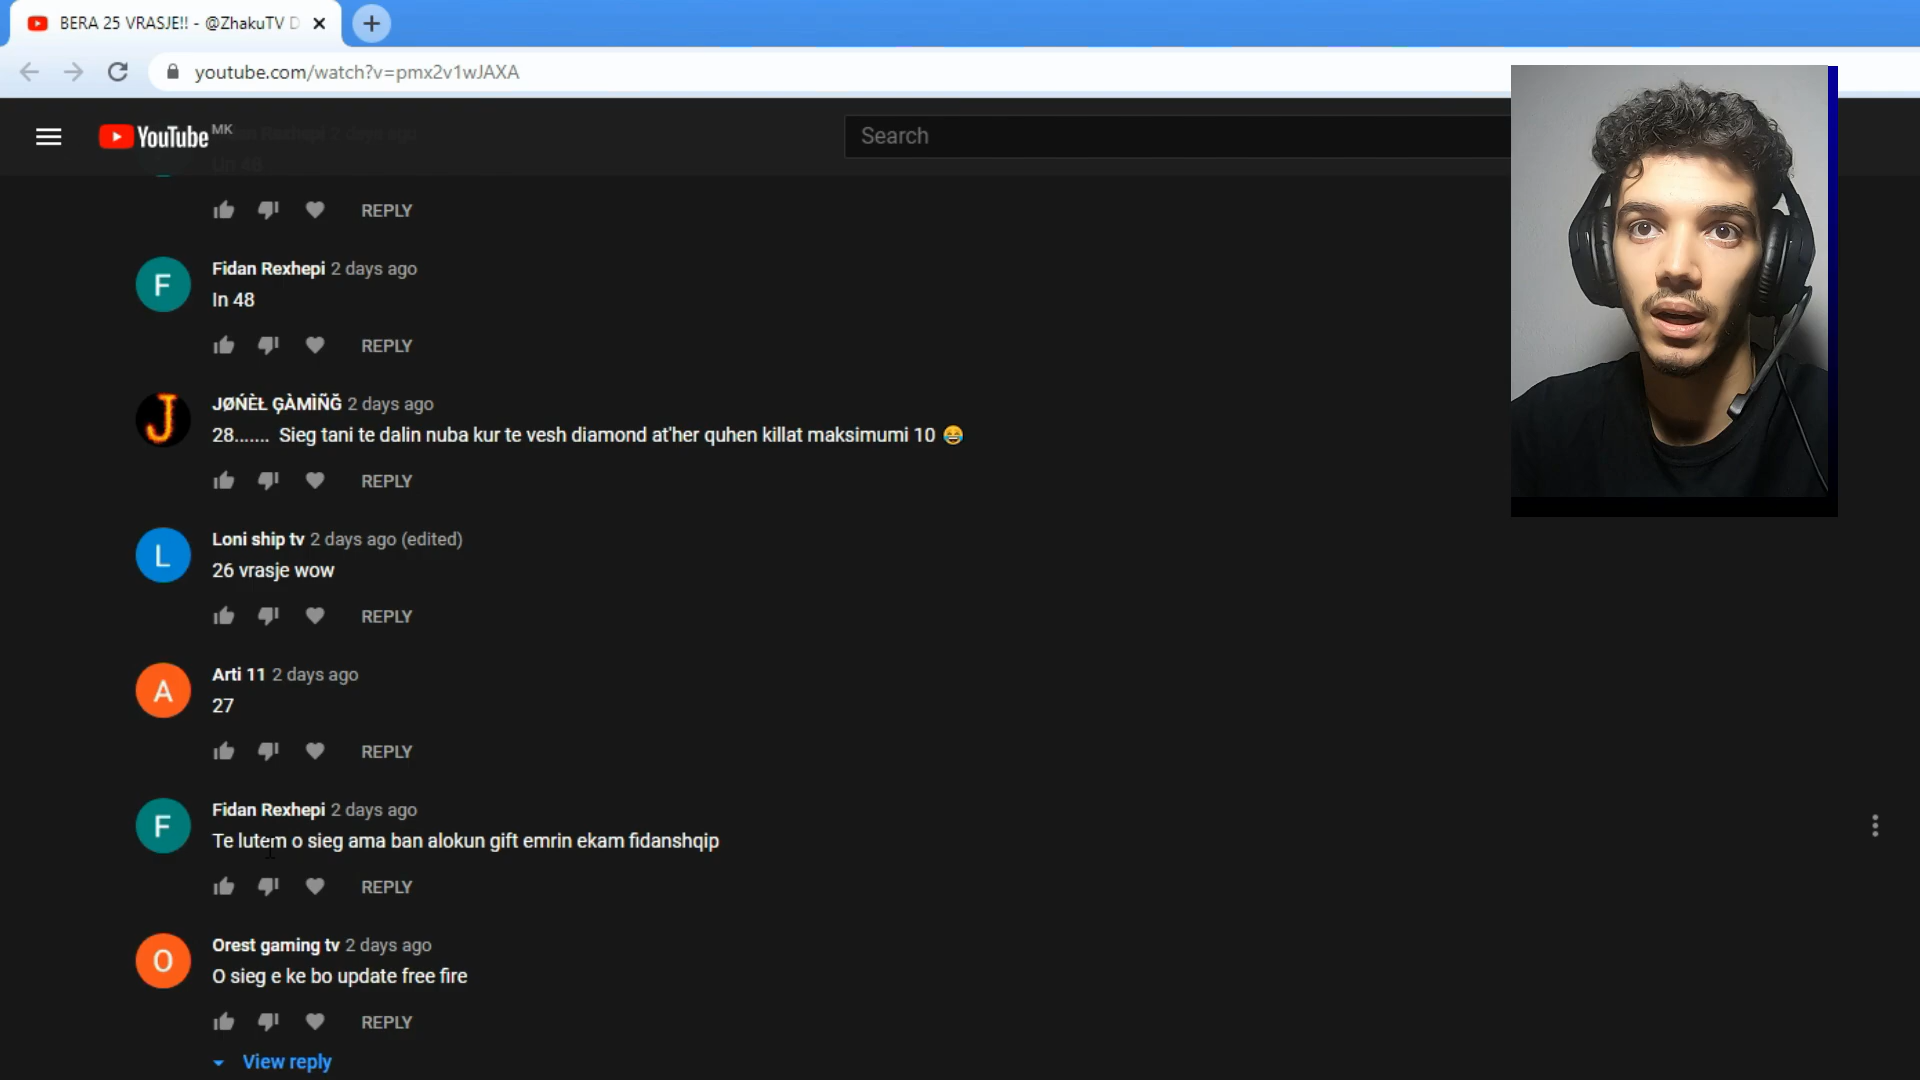 BERA 25 VRASJE!! - @ZhakuTV D
youtube.com/watch?v=pmx2v1wJAXA
YouTube MK
Search
Rexhepi 2 days ago
Un 48
REPLY
Fidan Rexhepi 2 days ago
In 48
REPLY
JØŃÈŁ ĢÀMÌÑĞ 2 days ago
28....... Sieg tani te dalin nuba kur te vesh diamond at'her quhen killat maksimumi 10 😂
REPLY
Loni ship tv 2 days ago (edited)
26 vrasje wow
REPLY
Arti 11 2 days ago
27
REPLY
Fidan Rexhepi 2 days ago
Te lutem o sieg ama ban alokun gift emrin ekam fidanshqip
REPLY
Orest gaming tv 2 days ago
O sieg e ke bo update free fire
REPLY
View reply
F
F
J
L
A
F
O